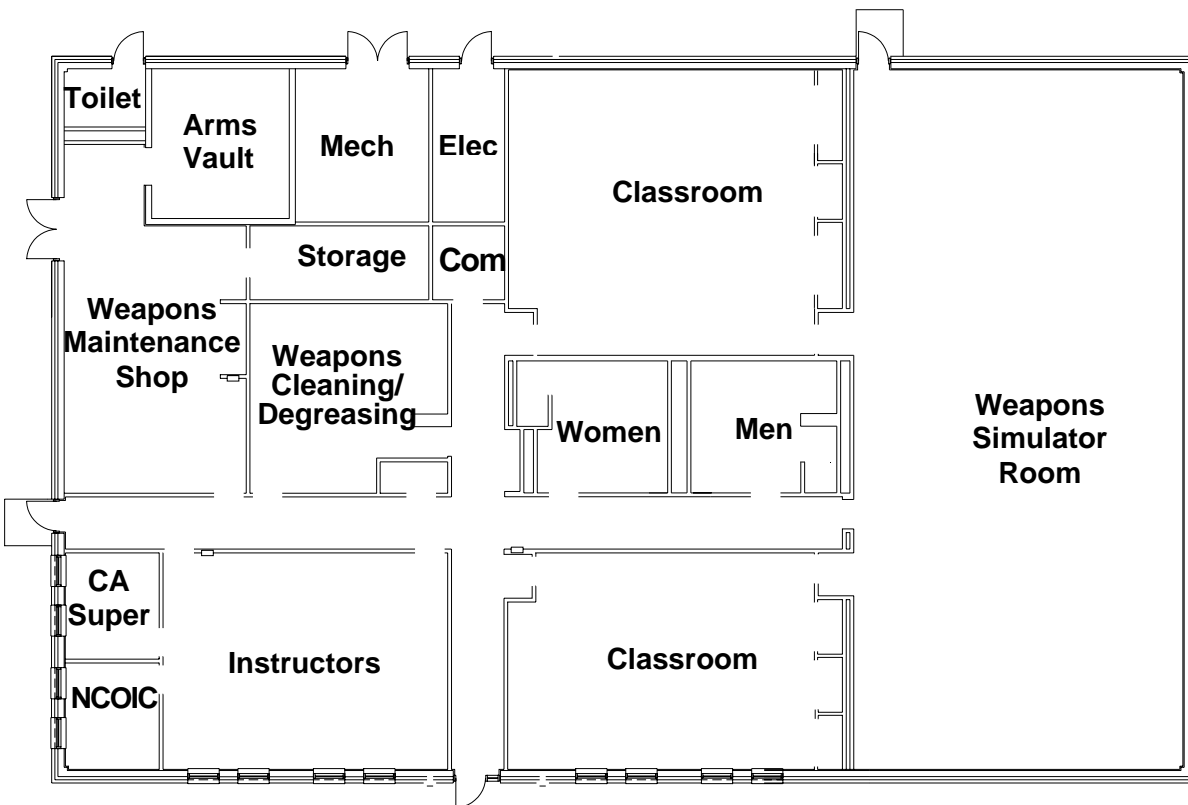 Toilet
Arms
Vault
Mech
Elec
Classroom
Storage
Com
Weapons
Maintenance
Shop
Weapons
Cleaning/
Degreasing
Women
Men
Weapons
Simulator
Room
CA
Super
NCOIC
Instructors
Classroom